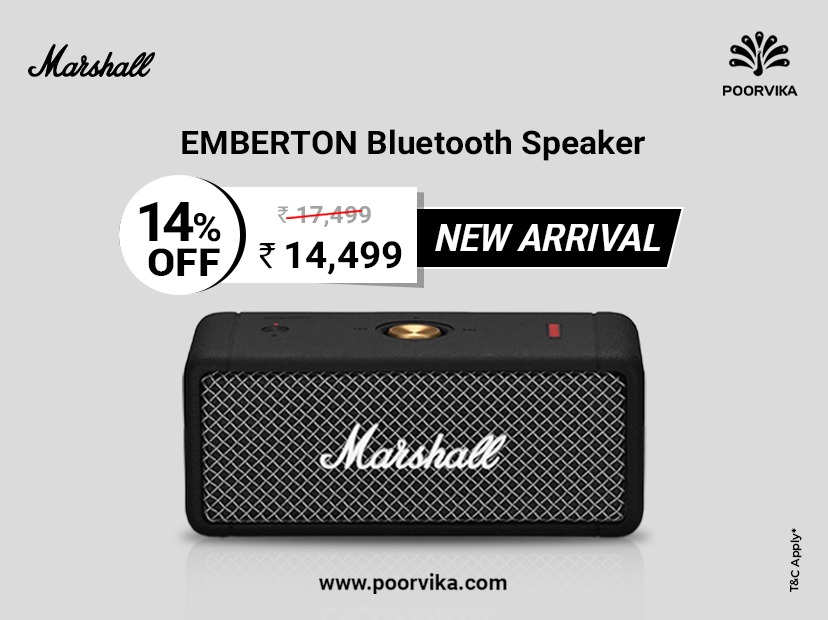 Marshall
POORVIKA
EMBERTON Bluetooth Speaker
14% OFF
₹ 17,499
₹ 14,499
NEW ARRIVAL
Marshall
www.poorvika.com
T&C Apply*